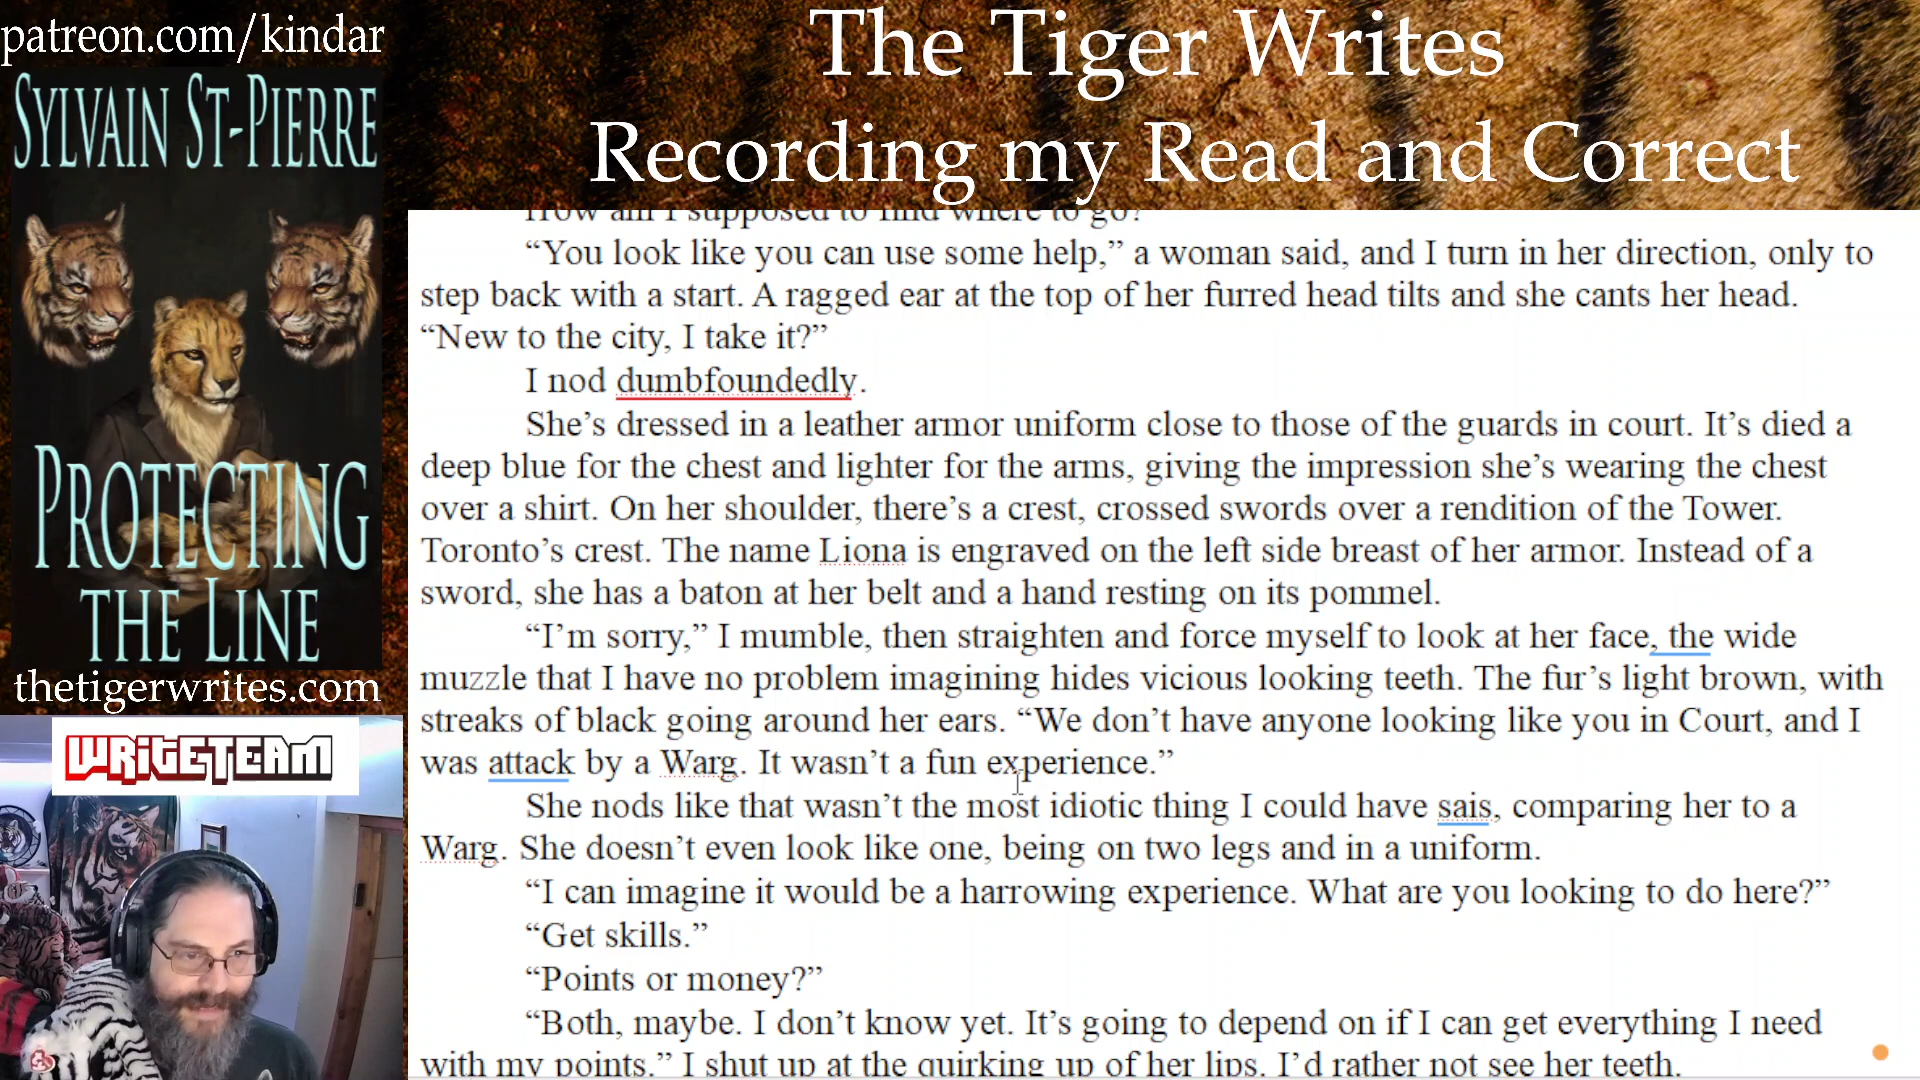 patreon.com/kindar
SYLVAIN ST-PIERRE
PROTECTING
THE LINE
thetigerwrites.com
WRITETEAM
The Tiger Writes
Recording my Read and Correct
How am I supposed to find where to go?
“You look like you can use some help,” a woman said, and I turn in her direction, only to
step back with a start. A ragged ear at the top of her furred head tilts and she cants her head.
“New to the city, I take it?”
I nod dumbfoundedly.
She’s dressed in a leather armor uniform close to those of the guards in court. It’s died a
deep blue for the chest and lighter for the arms, giving the impression she’s wearing the chest
over a shirt. On her shoulder, there’s a crest, crossed swords over a rendition of the Tower.
Toronto’s crest. The name Liona is engraved on the left side breast of her armor. Instead of a
sword, she has a baton at her belt and a hand resting on its pommel.
“I’m sorry,” I mumble, then straighten and force myself to look at her face, the wide
muzzle that I have no problem imagining hides vicious looking teeth. The fur’s light brown, with
streaks of black going around her ears. “We don’t have anyone looking like you in Court, and I
was attack by a Warg. It wasn’t a fun experience.”
She nods like that wasn’t the most idiotic thing I could have sais, comparing her to a
Warg. She doesn’t even look like one, being on two legs and in a uniform.
“I can imagine it would be a harrowing experience. What are you looking to do here?”
“Get skills.”
“Points or money?”
“Both, maybe. I don’t know yet. It’s going to depend on if I can get everything I need
with my points.” I shut up at the quirking up of her lips. I’d rather not see her teeth.